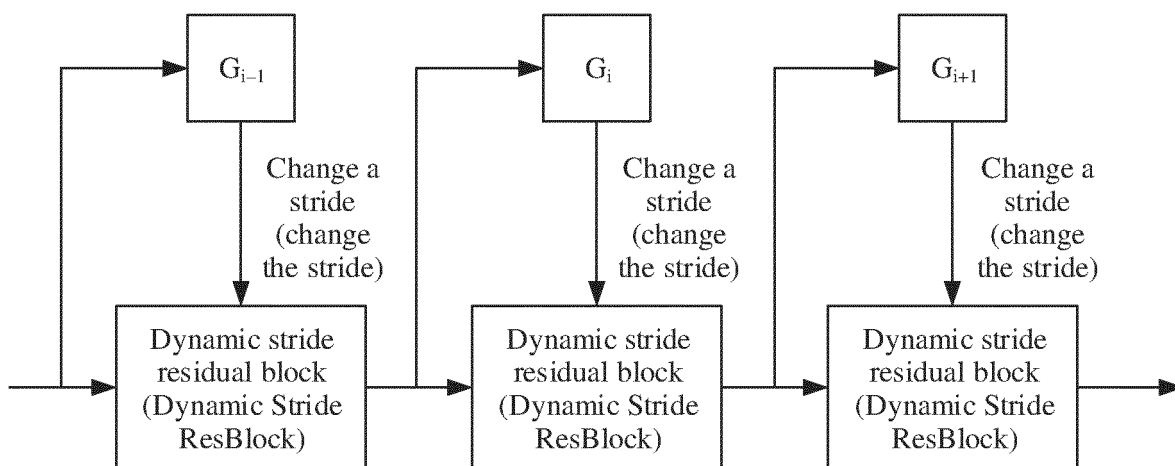 G_{i–1}
G_i
G_{i+1}
Change a
stride
(change
the stride)
Change a
stride
(change
the stride)
Change a
stride
(change
the stride)
Dynamic stride
residual block
(Dynamic Stride
ResBlock)
Dynamic stride
residual block
(Dynamic Stride
ResBlock)
Dynamic stride
residual block
(Dynamic Stride
ResBlock)